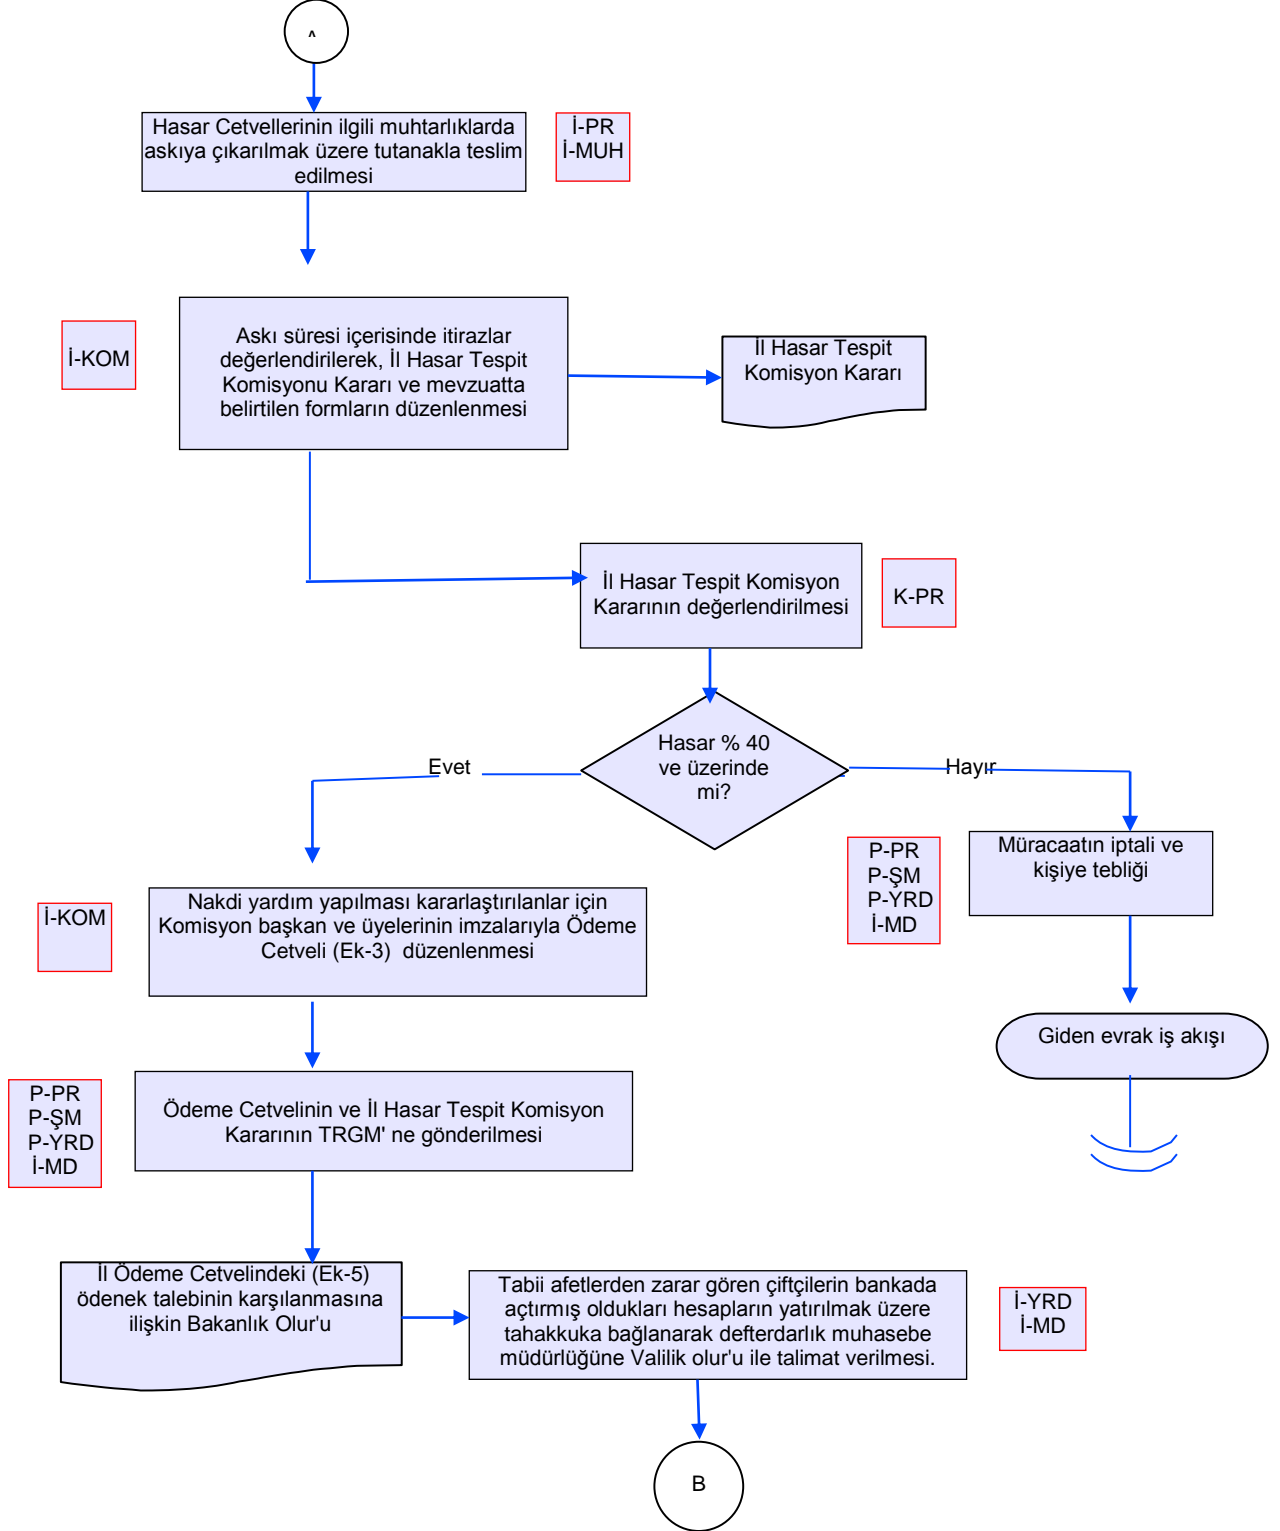 A
Hasar Cetvellerinin ilgili muhtarlıklarda
askıya çıkarılmak üzere tutanakla teslim
edilmesi
İ-PR
İ-MUH
İ-KOM
Askı süresi içerisinde itirazlar
değerlendirilerek, İl Hasar Tespit
Komisyonu Kararı ve mevzuatta
belirtilen formların düzenlenmesi
İl Hasar Tespit
Komisyon Kararı
İl Hasar Tespit Komisyon
Kararının değerlendirilmesi
K-PR
Hasar % 40
ve üzerinde
mi?
Evet
Hayır
P-PR
P-ŞM
P-YRD
İ-MD
Müracaatın iptali ve
kişiye tebliği
İ-KOM
Nakdi yardım yapılması kararlaştırılanlar için
Komisyon başkan ve üyelerinin imzalarıyla Ödeme
Cetveli (Ek-3) düzenlenmesi
Giden evrak iş akışı
P-PR
P-ŞM
P-YRD
İ-MD
Ödeme Cetvelinin ve İl Hasar Tespit Komisyon
Kararının TRGM' ne gönderilmesi
İl Ödeme Cetvelindeki (Ek-5)
ödenek talebinin karşılanmasına
ilişkin Bakanlık Olur'u
Tabii afetlerden zarar gören çiftçilerin bankada
açtırmış oldukları hesapların yatırılmak üzere
tahakkuka bağlanarak defterdarlık muhasebe
müdürlüğüne Valilik olur'u ile talimat verilmesi.
İ-YRD
İ-MD
B